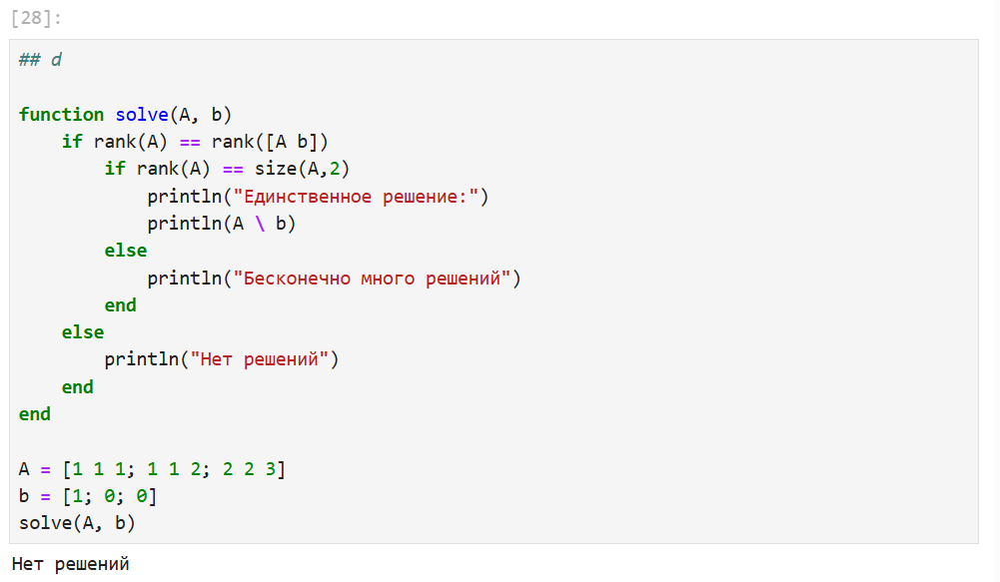 [28]:
## d
function solve(A, b)
    if rank(A) == rank([A b])
        if rank(A) == size(A,2)
            println("Единственное решение:")
            println(A \ b)
        else
            println("Бесконечно много решений")
        end
    else
        println("Нет решений")
    end
end
A = [1 1 1; 1 1 2; 2 2 3]
b = [1; 0; 0]
solve(A, b)
Нет решений